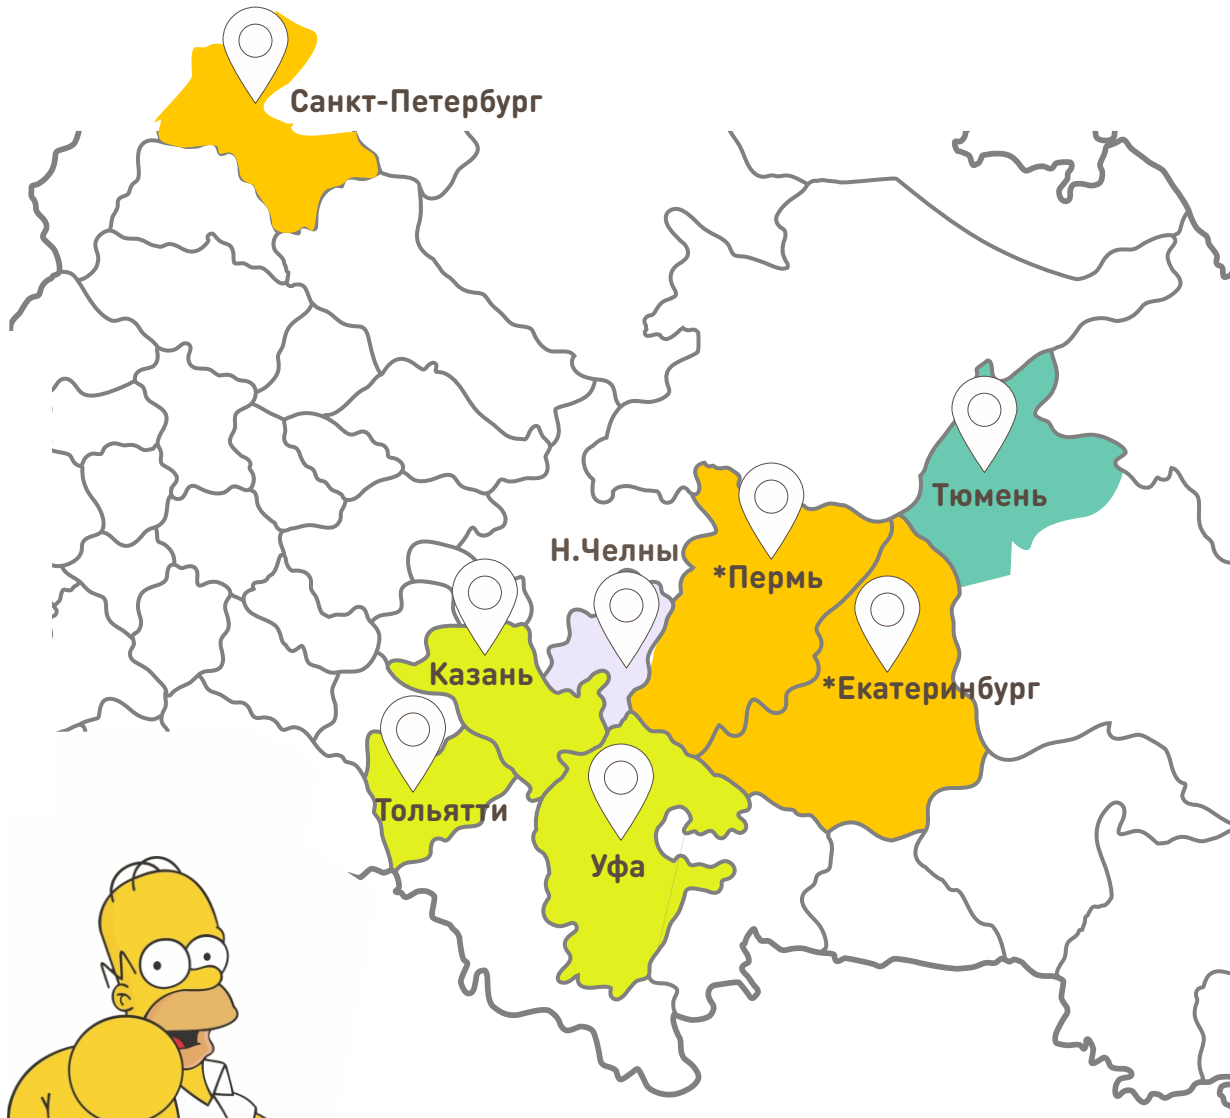 Санкт-Петербург
Тюмень
Н.Челны
*Пермь
Казань
*Екатеринбург
Тольятти
Уфа